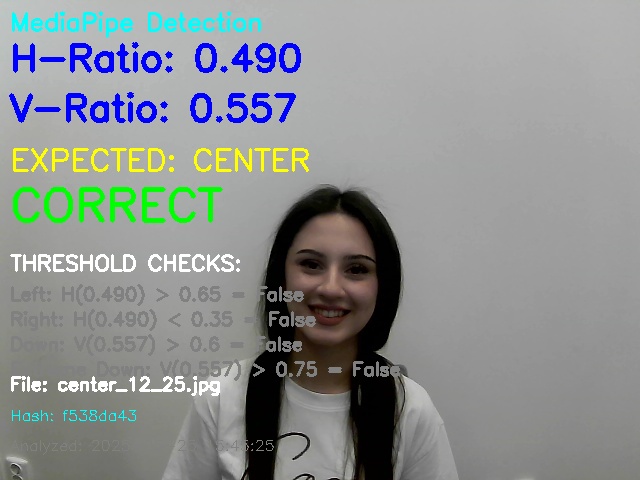 MediaPipe Detection
H-Ratio: 0.490
V-Ratio: 0.557
EXPECTED: CENTER
CORRECT
THRESHOLD CHECKS:
Left: H(0.490) > 0.65 = False
Right: H(0.490) < 0.35 = False
Down: V(0.557) > 0.6 = False
Down: V(0.557) > 0.75 = False
File: center_12_25.jpg
Hash: f538da43
Analyzed: